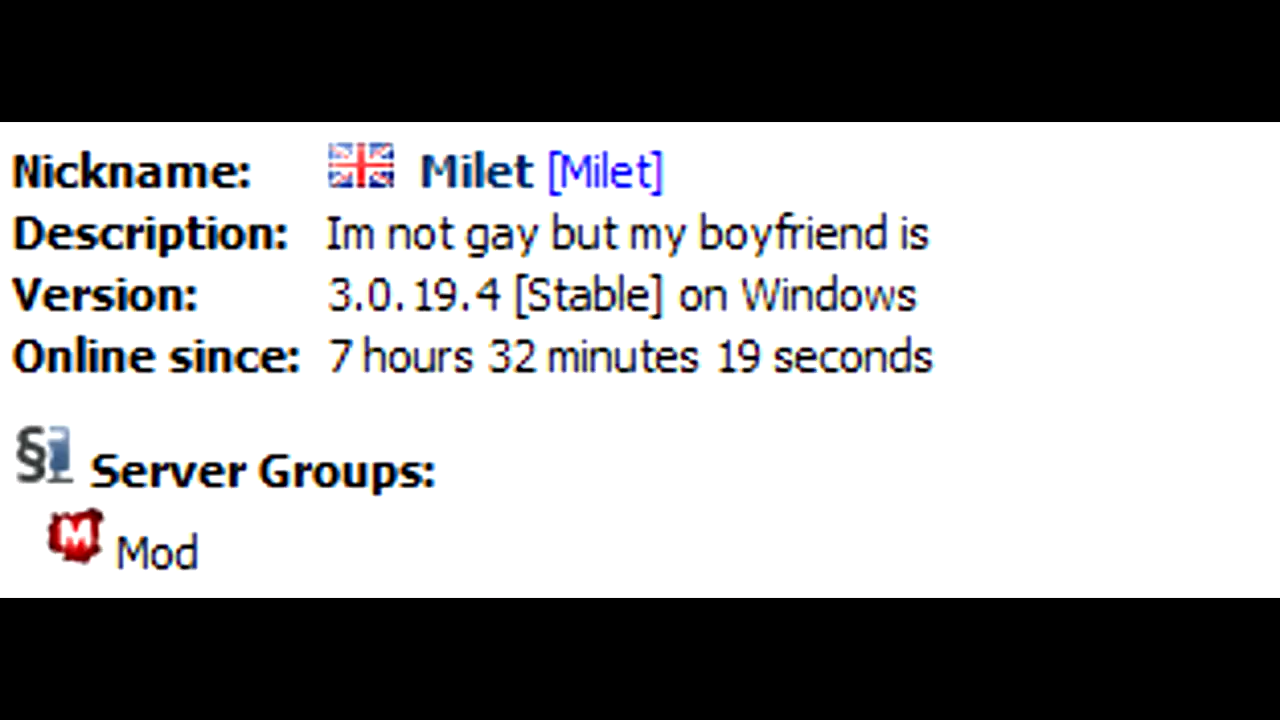 Nickname: Milet [Milet]
Description: Im not gay but my boyfriend is
Version: 3.0.19.4 [Stable] on Windows
Online since: 7 hours 32 minutes 19 seconds
§ Server Groups:
M Mod